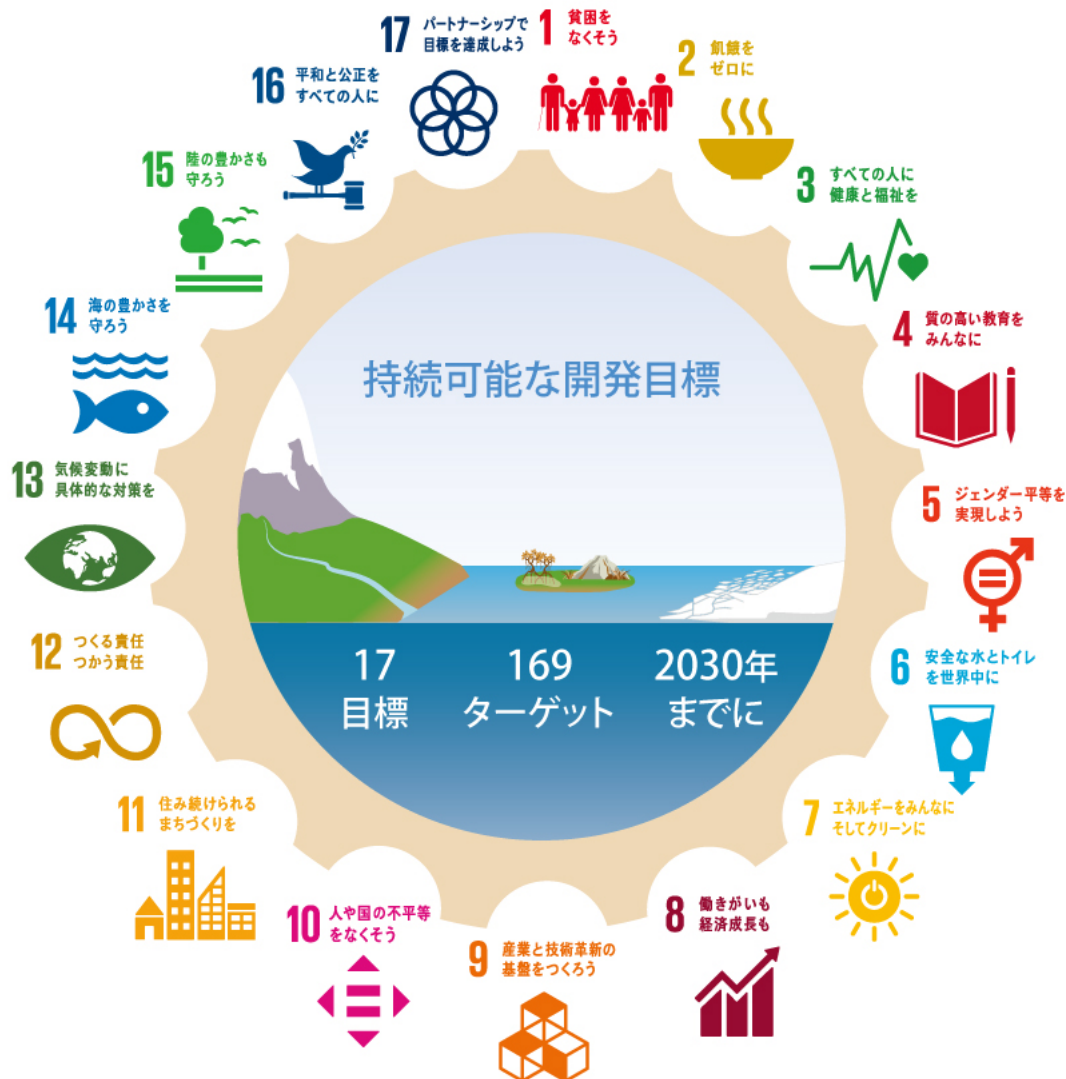 17
パートナーシップで
目標を達成しよう
1
貧困を
なくそう
2
飢餓を
ゼロに
3
すべての人に
健康と福祉を
4
質の高い教育を
みんなに
5
ジェンダー平等を
実現しよう
6
安全な水とトイレ
を世界中に
7
エネルギーをみんなに
そしてクリーンに
8
働きがいも
経済成長も
9
産業と技術革新の
基盤をつくろう
10
人や国の不平等
をなくそう
11
住み続けられる
まちづくりを
12
つくる責任
つかう責任
13
気候変動に
具体的な対策を
14
海の豊かさを
守ろう
15
陸の豊かさも
守ろう
16
平和と公正を
すべての人に
持続可能な開発目標
17
目標
169
ターゲット
2030年
までに